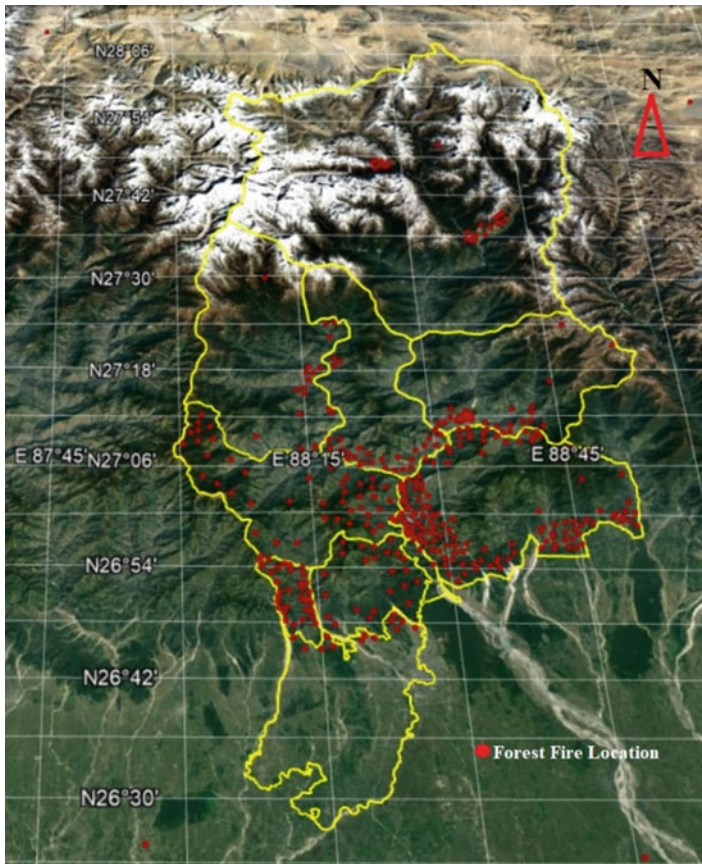 N28°06'
N
N27°54'
N27°42'
N27°30'
N27°18'
E 87°45'
N27°06'
E 88°15'
E 88°45'
N26°54'
N26°42'
Forest Fire Location
N26°30'